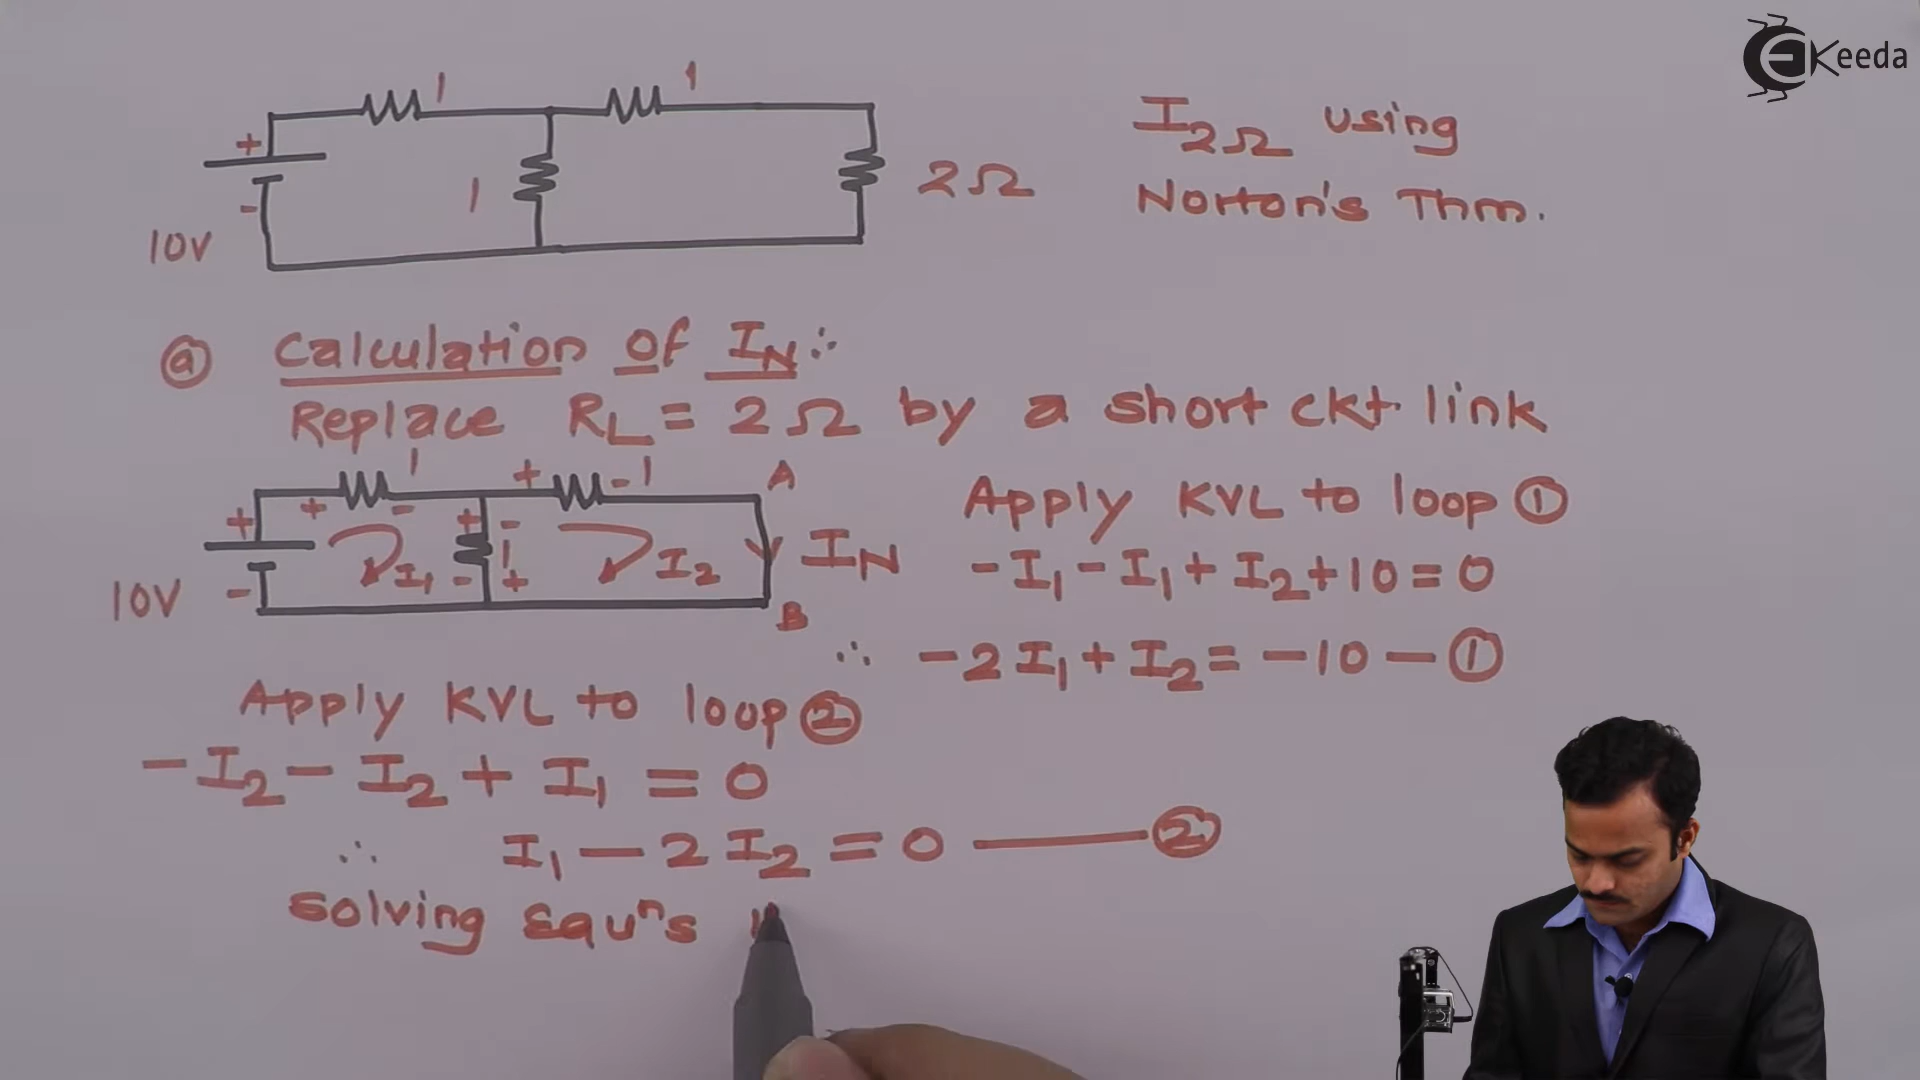 EKeeda
1 1
+
1 2Ω
-
10V
I2Ω using
Norton's Thm.
a Calculation of IN:
Replace RL = 2Ω by a short ckt. link
1 + - 1 A
+ + - + -
I1 1 I2 IN
- - +
10V B
Apply KVL to loop 1
-I1 - I1 + I2 + 10 = 0
∴ -2I1 + I2 = -10 — 1
Apply KVL to loop 2
-I2 - I2 + I1 = 0
∴ I1 - 2I2 = 0 — 2
Solving Equn's